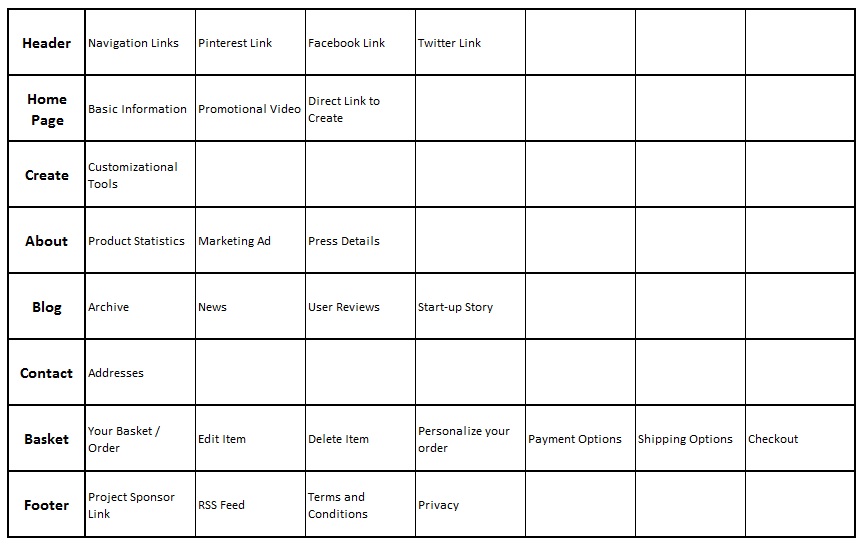 Header
Navigation Links
Pinterest Link
Facebook Link
Twitter Link
Home
Page
Basic Information
Promotional Video
Direct Link to
Create
Create
Customizational
Tools
About
Product Statistics
Marketing Ad
Press Details
Blog
Archive
News
User Reviews
Start-up Story
Contact
Addresses
Basket
Your Basket /
Order
Edit Item
Delete Item
Personalize your
order
Payment Options
Shipping Options
Checkout
Footer
Project Sponsor
Link
RSS Feed
Terms and
Conditions
Privacy